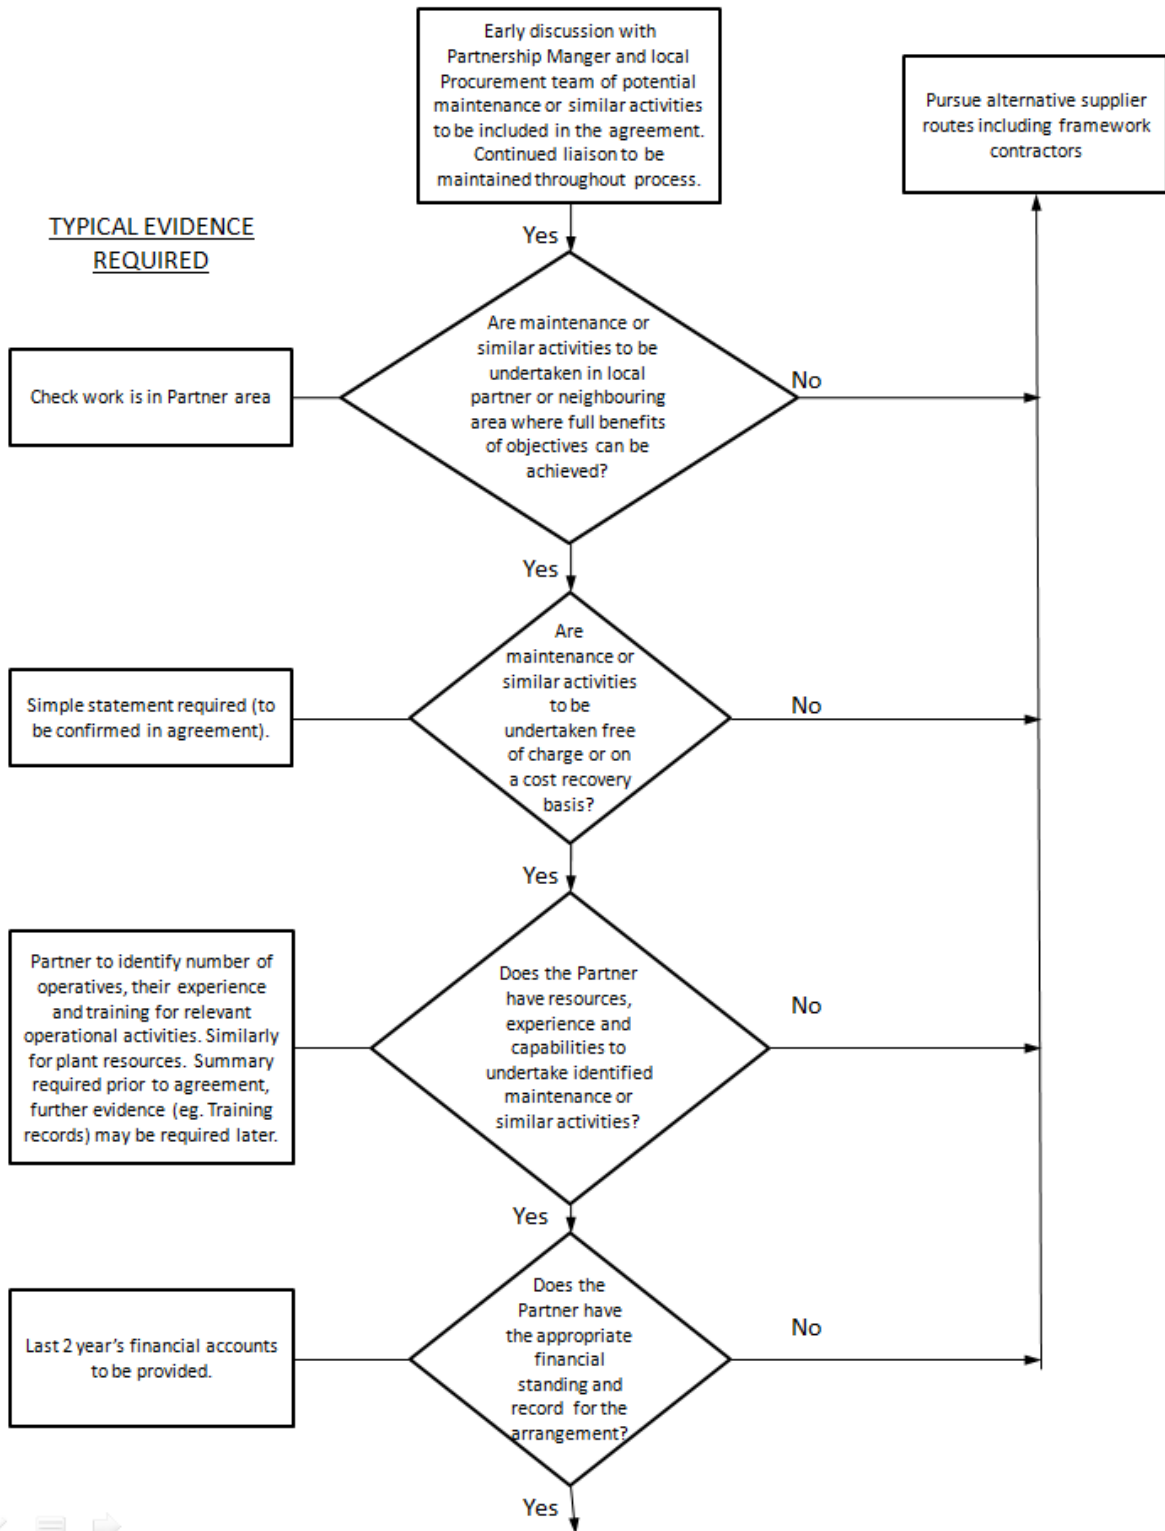 Early discussion with
Partnership Manger and local
Procurement team of potential
maintenance or similar activities
to be included in the agreement.
Continued liaison to be
maintained throughout process.
Pursue alternative supplier
routes including framework
contractors
TYPICAL EVIDENCE
REQUIRED
Yes
Check work is in Partner area
Are maintenance or
similar activities to be
undertaken in local
partner or neighbouring
area where full benefits
of objectives can be
achieved?
No
Yes
Simple statement required (to
be confirmed in agreement).
Are
maintenance or
similar activities
to be
undertaken free
of charge or on
a cost recovery
basis?
No
Yes
Partner to identify number of
operatives, their experience
and training for relevant
operational activities. Similarly
for plant resources. Summary
required prior to agreement,
further evidence (eg. Training
records) may be required later.
Does the Partner
have resources,
experience and
capabilities to
undertake identified
maintenance or
similar activities?
No
Yes
Last 2 year's financial accounts
to be provided.
Does the
Partner have
the appropriate
financial
standing and
record for the
arrangement?
No
Yes